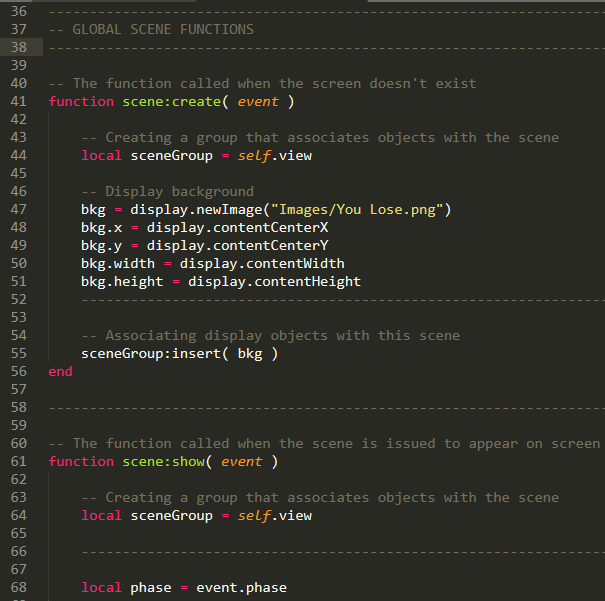 36 --------------------------------------------------------------------
37 -- GLOBAL SCENE FUNCTIONS
38 --------------------------------------------------------------------
39
40 -- The function called when the screen doesn't exist
41 function scene:create( event )
42
43     -- Creating a group that associates objects with the scene
44     local sceneGroup = self.view
45
46     -- Display background
47     bkg = display.newImage("Images/You Lose.png")
48     bkg.x = display.contentCenterX
49     bkg.y = display.contentCenterY
50     bkg.width = display.contentWidth
51     bkg.height = display.contentHeight
52     ----------------------------------------------------------------
53
54     -- Associating display objects with this scene
55     sceneGroup:insert( bkg )
56 end
57
58 --------------------------------------------------------------------
59
60 -- The function called when the scene is issued to appear on screen
61 function scene:show( event )
62
63     -- Creating a group that associates objects with the scene
64     local sceneGroup = self.view
65
66     ----------------------------------------------------------------
67
68     local phase = event.phase